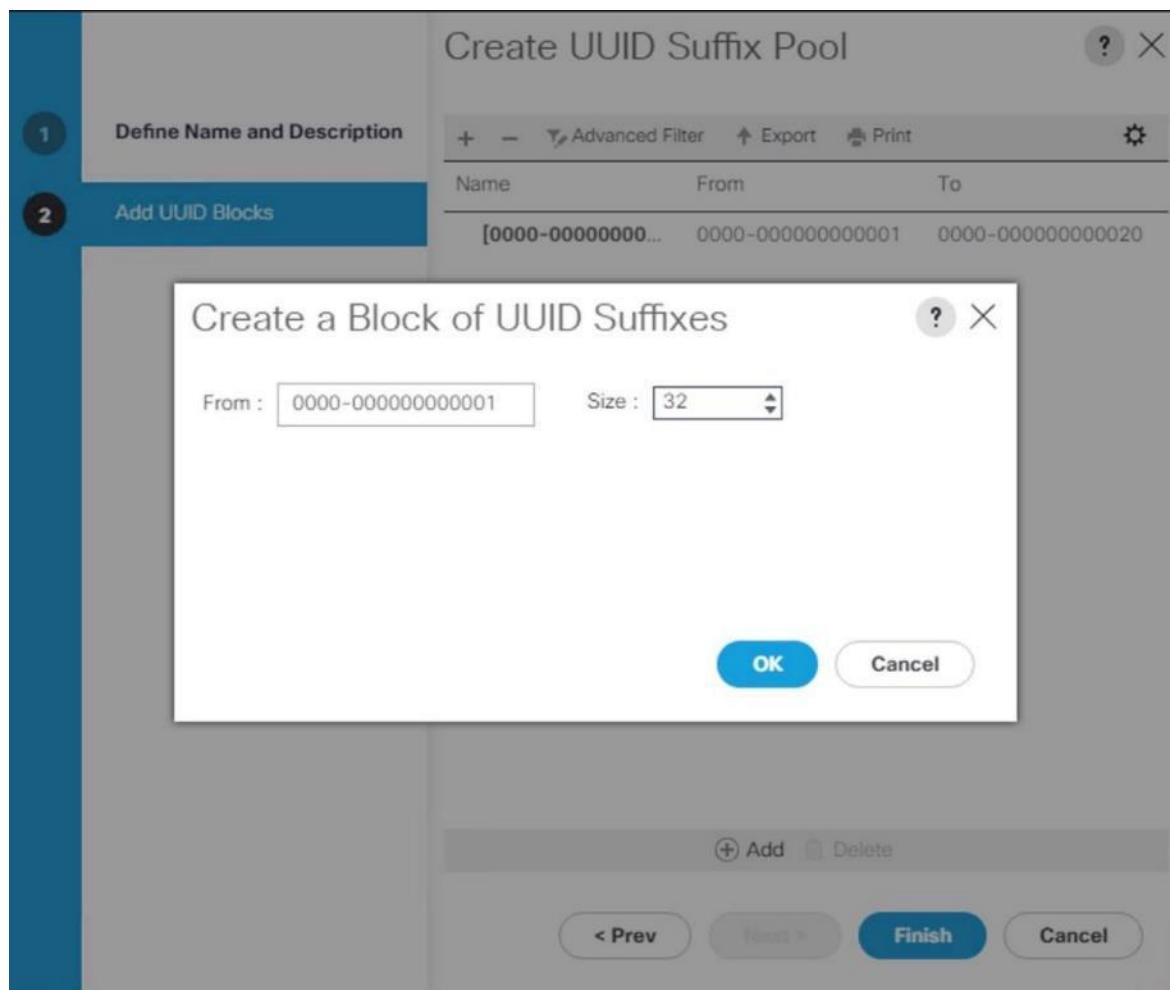 Create UUID Suffix Pool ? ×
1 Define Name and Description
+ − Advanced Filter Export Print
Name From To
2 Add UUID Blocks
[0000-00000000... 0000-000000000001 0000-000000000020
Create a Block of UUID Suffixes ? ×
From : 0000-000000000001 Size : 32
OK Cancel
Add Delete
< Prev Next > Finish Cancel